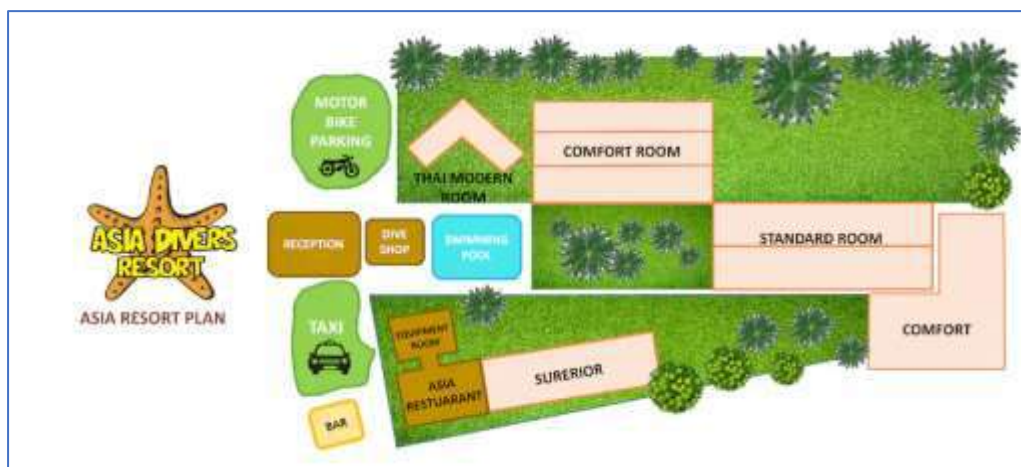 MOTOR
BIKE
PARKING
THAI MODERN
ROOM
COMFORT ROOM
ASIA DIVERS
RESORT
ASIA RESORT PLAN
RECEPTION
DIVE
SHOP
SWIMMING
POOL
STANDARD ROOM
TAXI
EQUIPMENT
ROOM
ASIA
RESTUARANT
SURERIOR
COMFORT
BAR